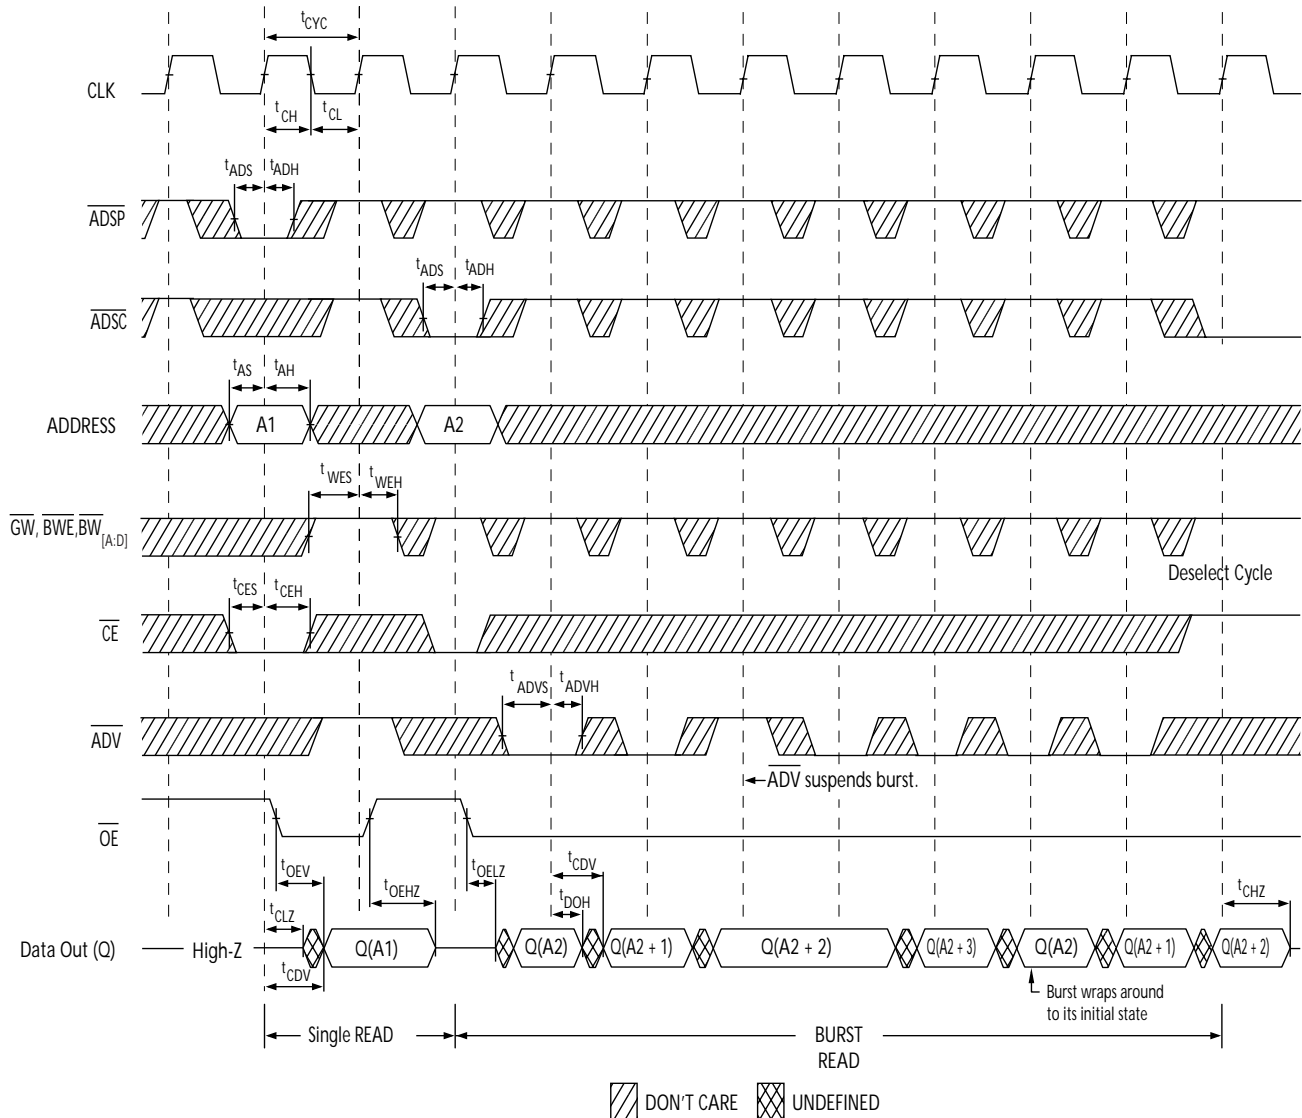 tCYC
CLK
tCH
tCL
tADS
tADH
ADSP
tADS
tADH
ADSC
tAS
tAH
ADDRESS
A1
A2
tWES
tWEH
GW, BWE,BW[A:D]
Deselect Cycle
tCES
tCEH
CE
tADVS
tADVH
ADV
ADV suspends burst.
OE
tOEV
tOEHZ
tOELZ
tCDV
tDOH
tCHZ
tCLZ
Data Out (Q)
High-Z
Q(A1)
Q(A2)
Q(A2 + 1)
Q(A2 + 2)
Q(A2 + 3)
Q(A2)
Q(A2 + 1)
Q(A2 + 2)
tCDV
Burst wraps around
to its initial state
Single READ
BURST
READ
DON'T CARE
UNDEFINED